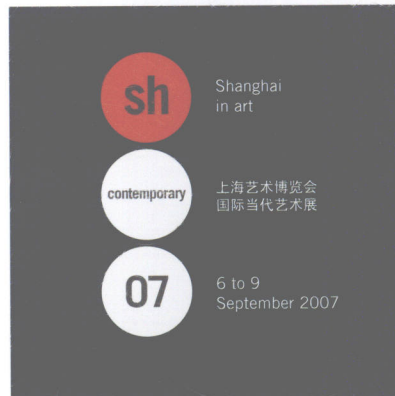 sh
Shanghai
in art
contemporary
上海艺术博览会
国际当代艺术展
07
6 to 9
September 2007